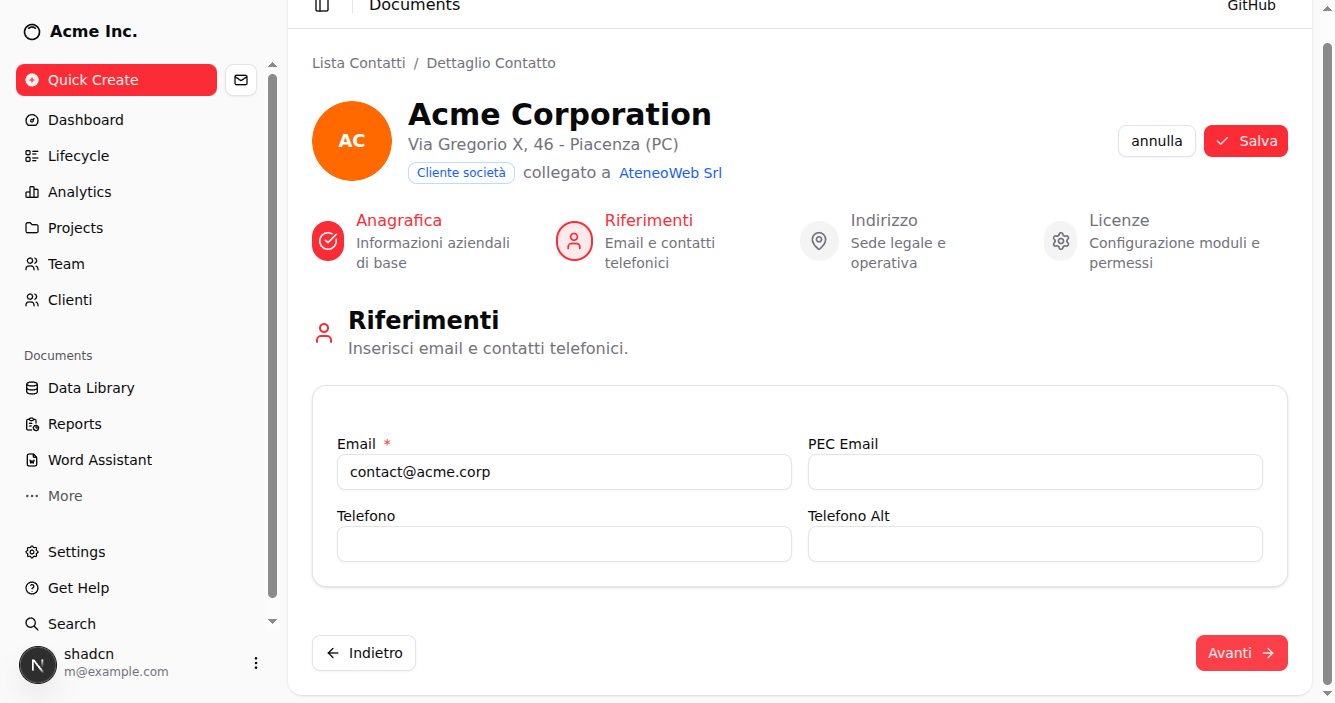 Acme Inc.
Quick Create
Dashboard
Lifecycle
Analytics
Projects
Team
Clienti
Documents
Data Library
Reports
Word Assistant
More
Settings
Get Help
Search
N
shadcn
m@example.com
Documents
GitHub
Lista Contatti / Dettaglio Contatto
AC
Acme Corporation
Via Gregorio X, 46 - Piacenza (PC)
Cliente società collegato a AteneoWeb Srl
annulla
Salva
Anagrafica
Informazioni aziendali
di base
Riferimenti
Email e contatti
telefonici
Indirizzo
Sede legale e
operativa
Licenze
Configurazione moduli e
permessi
Riferimenti
Inserisci email e contatti telefonici.
Email *
contact@acme.corp
PEC Email
Telefono
Telefono Alt
Indietro
Avanti